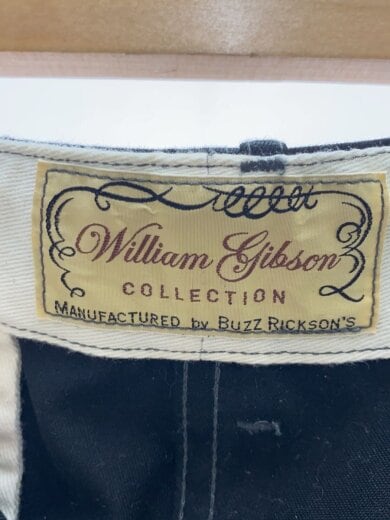 William Gibson
COLLECTION
MANUFACTURED by BUZZ RICKSON'S